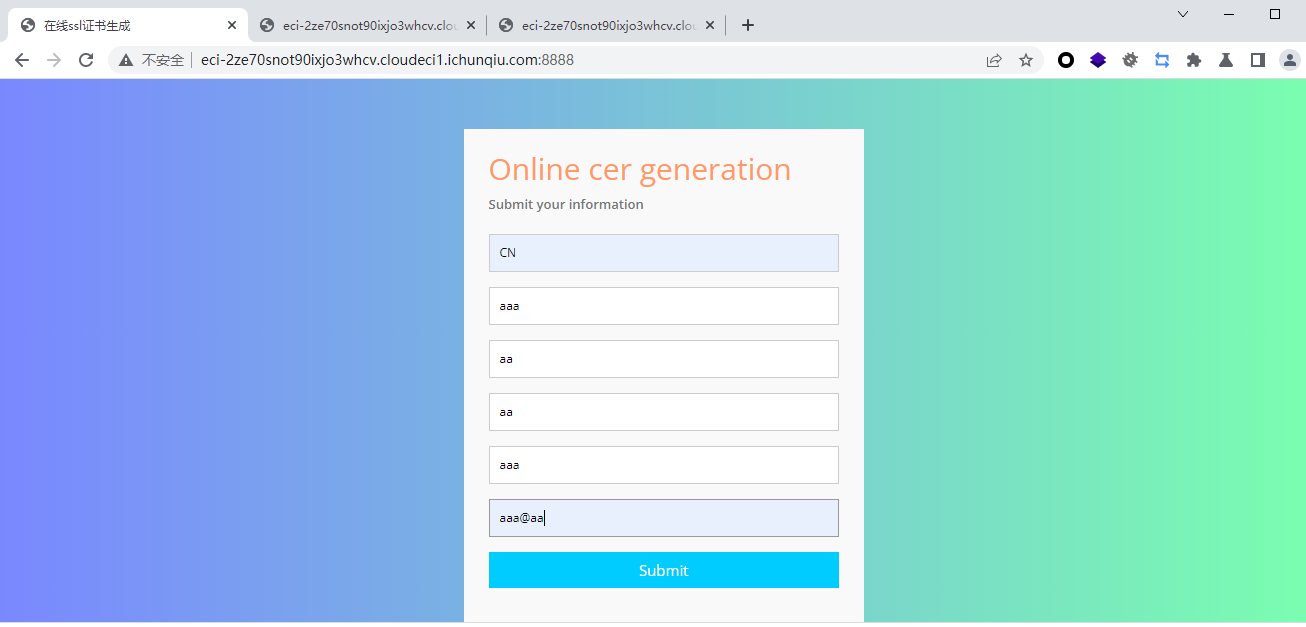 在线ssl证书生成
eci-2ze70snot90ixjo3whcv.clou
eci-2ze70snot90ixjo3whcv.clou
不安全
eci-2ze70snot90ixjo3whcv.cloudeci1.ichunqiu.com:8888
Online cer generation
Submit your information
CN
aaa
aa
aa
aaa
aaa@aa
Submit